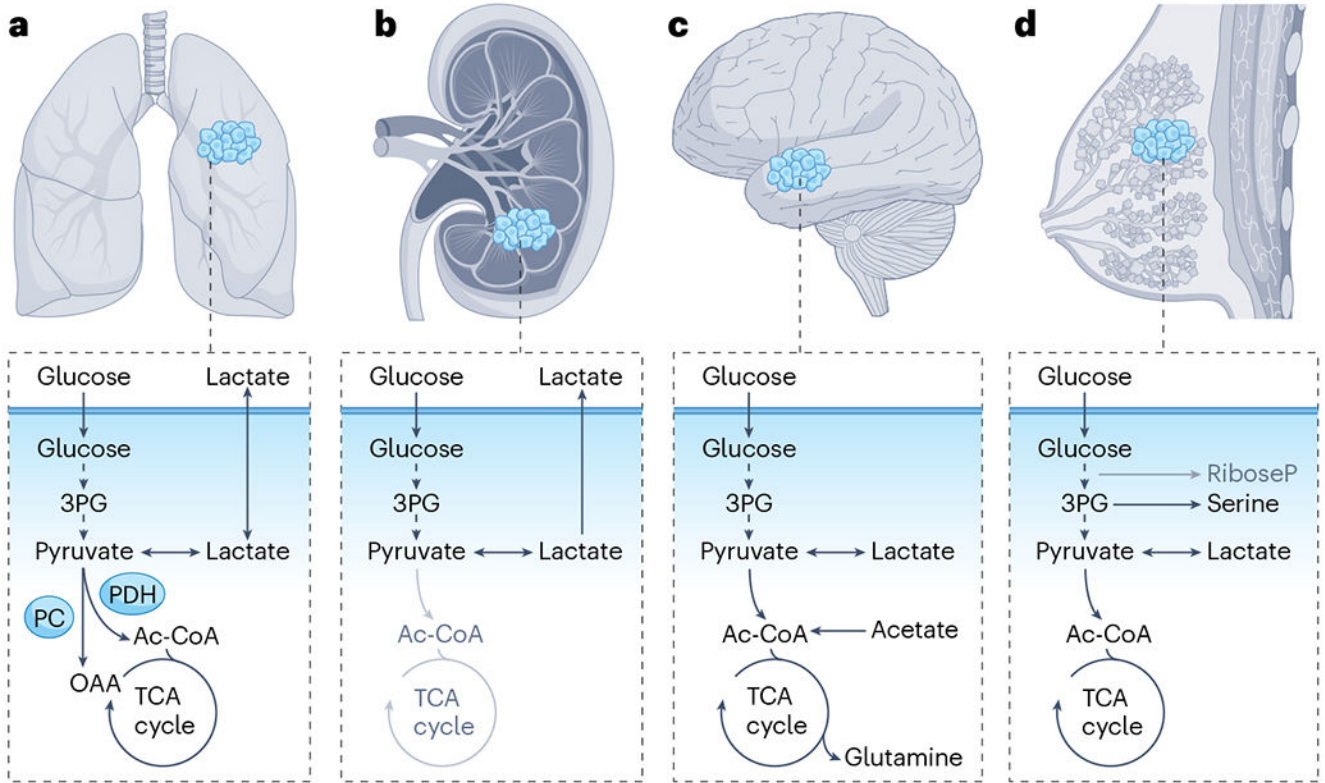 a
b
c
d
Glucose
Lactate
Glucose
3PG
Pyruvate
Lactate
PC
PDH
Ac-CoA
OAA
TCA
cycle
Glucose
Lactate
Glucose
3PG
Pyruvate
Lactate
Ac-CoA
TCA
cycle
Glucose
Glucose
3PG
Pyruvate
Lactate
Ac-CoA
Acetate
TCA
cycle
Glutamine
Glucose
Glucose
RiboseP
3PG
Serine
Pyruvate
Lactate
Ac-CoA
TCA
cycle